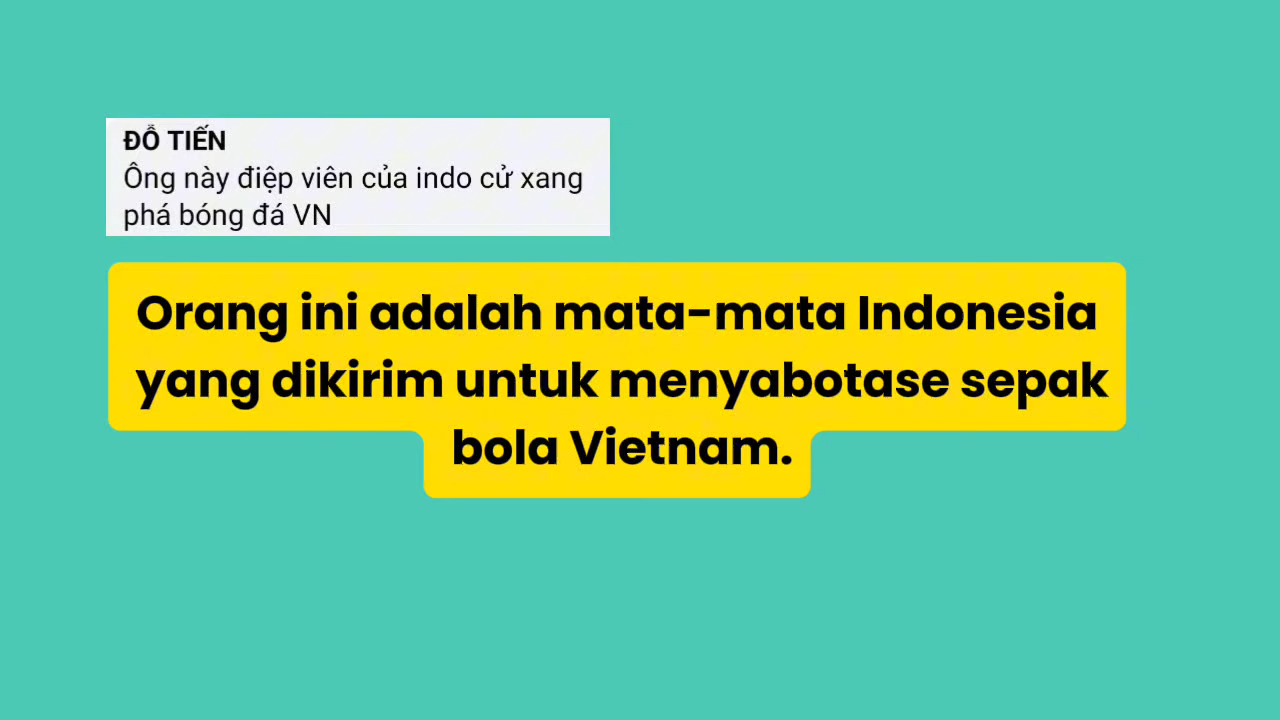 ĐỖ TIẾN
Ông này điệp viên của indo cử xang
phá bóng đá VN
Orang ini adalah mata-mata Indonesia
yang dikirim untuk menyabotase sepak
bola Vietnam.